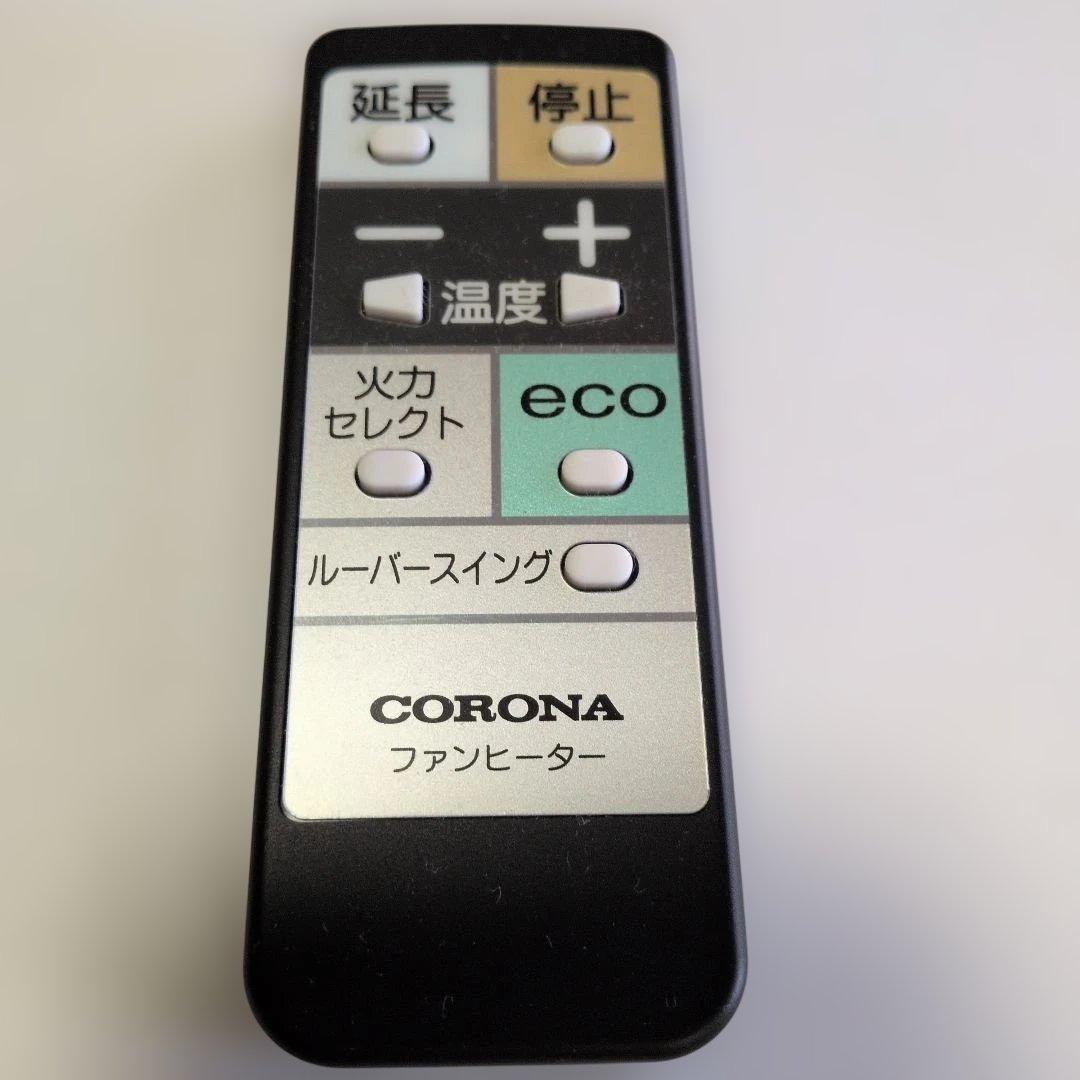 延長 停止
− +
温度
火力
セレクト
eco
ルーバースイング
CORONA
ファンヒーター